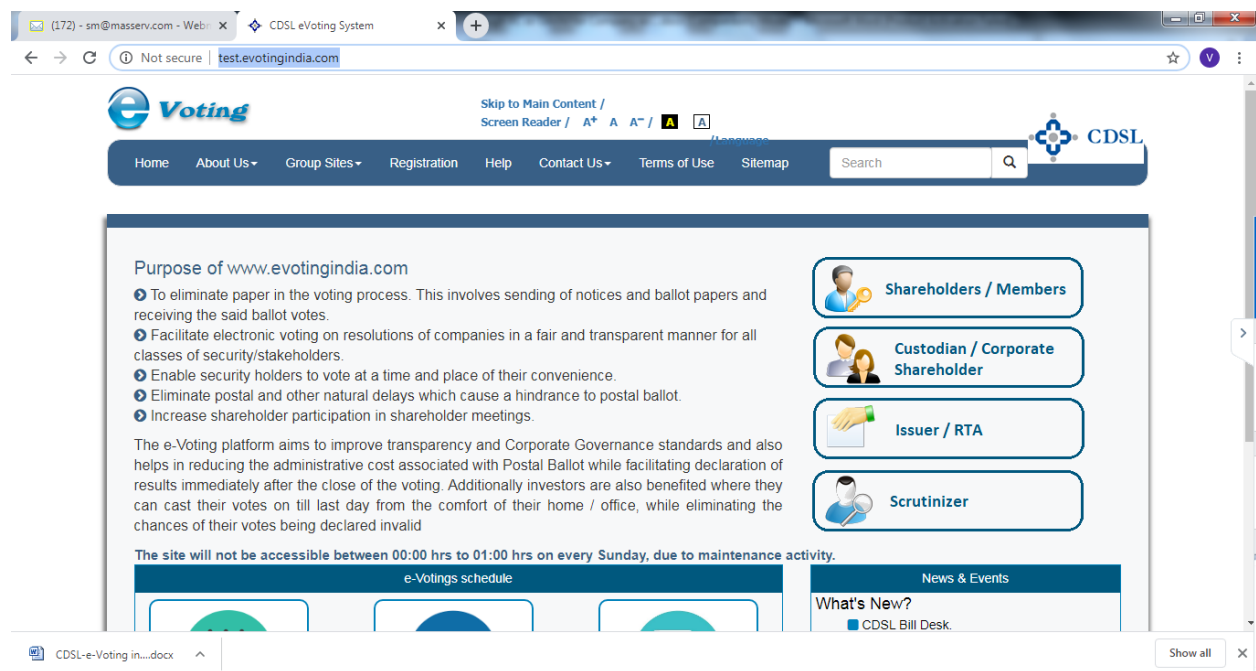 (172) - sm@masserv.com - Web
CDSL eVoting System
Not secure | test.evotingindia.com
V
e Voting
Skip to Main Content /
Screen Reader / A+ A A- / A A
/Language
CDSL
Home About Us Group Sites Registration Help Contact Us Terms of Use Sitemap Search
Purpose of www.evotingindia.com
To eliminate paper in the voting process. This involves sending of notices and ballot papers and
receiving the said ballot votes.
Facilitate electronic voting on resolutions of companies in a fair and transparent manner for all
classes of security/stakeholders.
Enable security holders to vote at a time and place of their convenience.
Eliminate postal and other natural delays which cause a hindrance to postal ballot.
Increase shareholder participation in shareholder meetings.
The e-Voting platform aims to improve transparency and Corporate Governance standards and also
helps in reducing the administrative cost associated with Postal Ballot while facilitating declaration of
results immediately after the close of the voting. Additionally investors are also benefited where they
can cast their votes on till last day from the comfort of their home / office, while eliminating the
chances of their votes being declared invalid
Shareholders / Members
Custodian / Corporate
Shareholder
Issuer / RTA
Scrutinizer
The site will not be accessible between 00:00 hrs to 01:00 hrs on every Sunday, due to maintenance activity.
e-Votings schedule
News & Events
What's New?
CDSL Bill Desk.
CDSL-e-Voting in....docx
Show all